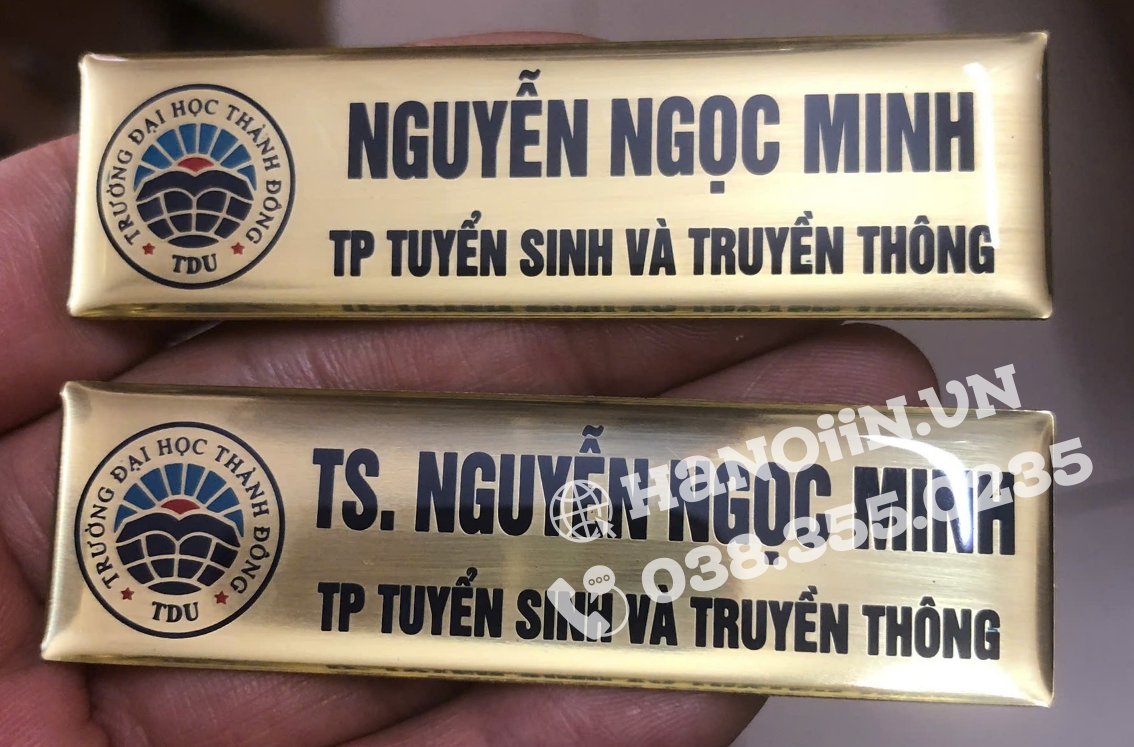 TRƯỜNG ĐẠI HỌC THÀNH ĐÔNG
TDU
NGUYỄN NGỌC MINH
TP TUYỂN SINH VÀ TRUYỀN THÔNG
TRƯỜNG ĐẠI HỌC THÀNH ĐÔNG
TDU
TS. NGUYỄN NGỌC MINH
TP TUYỂN SINH VÀ TRUYỀN THÔNG
HaNOiiN.VN
038.355.0235